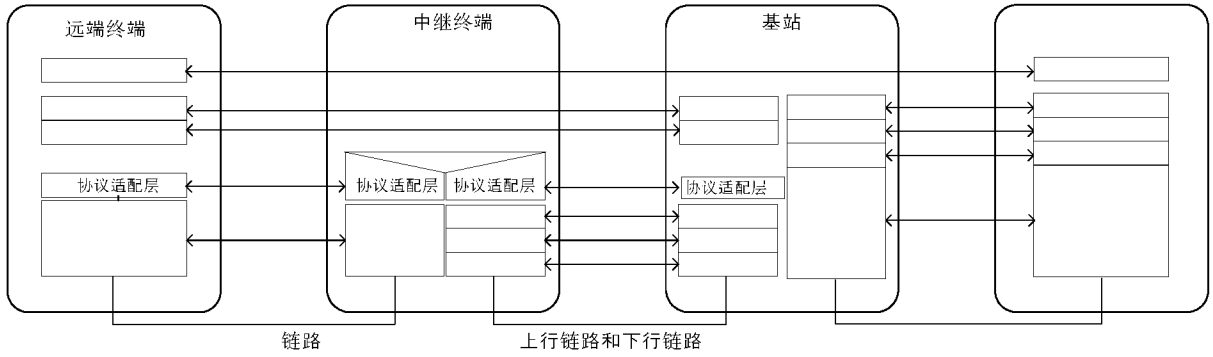 远端终端
中继终端
基站
协议适配层
协议适配层
协议适配层
协议适配层
链路
上行链路和下行链路